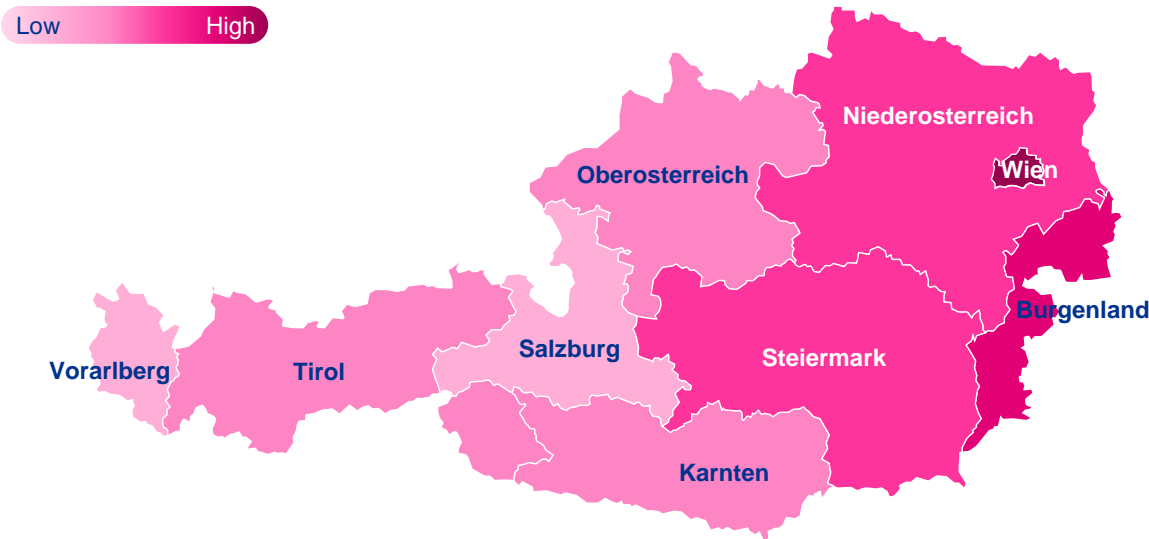 Low High
Niederosterreich
Wien
Oberosterreich
Burgenland
Salzburg
Steiermark
Vorarlberg
Tirol
Karnten